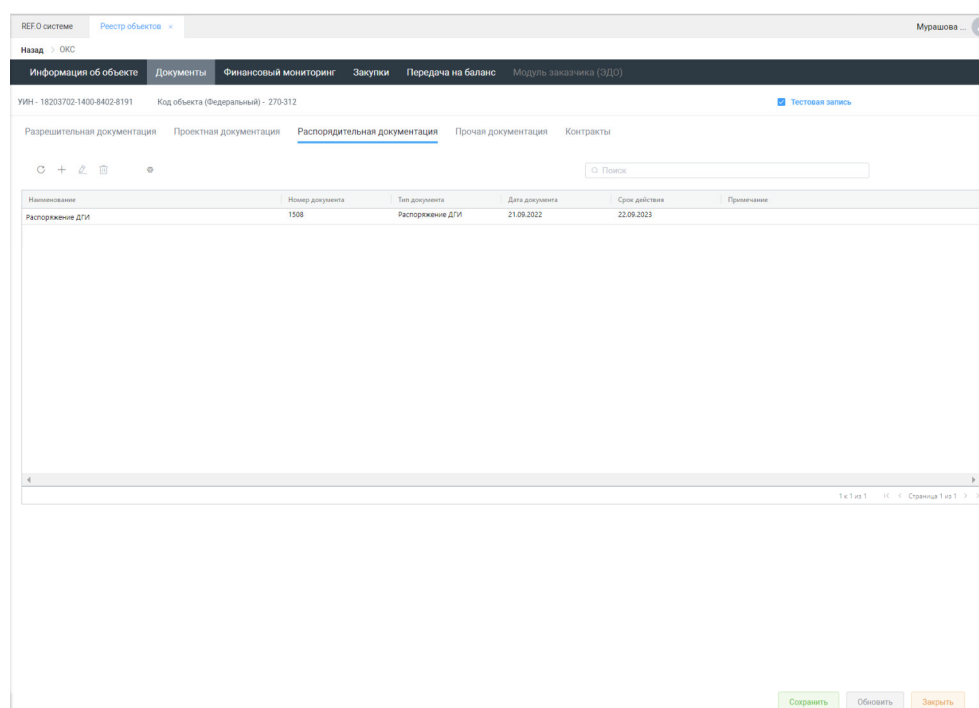 REF.О системе Реестр объектов × Мурашова ...
Назад > ОКС
Информация об объекте Документы Финансовый мониторинг Закупки Передача на баланс Модуль заказчика (ЭДО)
УИН - 18203702-1400-8402-8191 Код объекта (Федеральный) - 270-312 Тестовая запись
Разрешительная документация Проектная документация Распорядительная документация Прочая документация Контракты
Поиск
Наименование Номер документа Тип документа Дата документа Срок действия Примечание
Распоряжение ДГИ 1508 Распоряжение ДГИ 21.09.2022 22.09.2023
1 к 1 из 1 Страница 1 из 1
Сохранить Обновить Закрыть